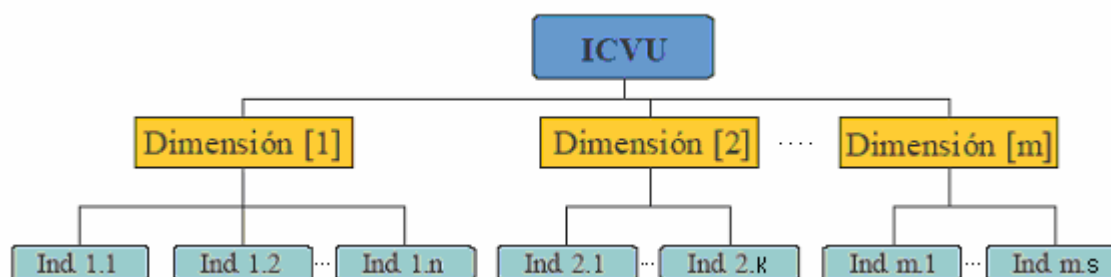 ICVU
Dimensión [1] Dimensión [2] ···· Dimensión [m]
Ind 1.1 Ind 1.2 ... Ind 1.n Ind 2.1 ... Ind 2.K Ind m.1 ... Ind m.s